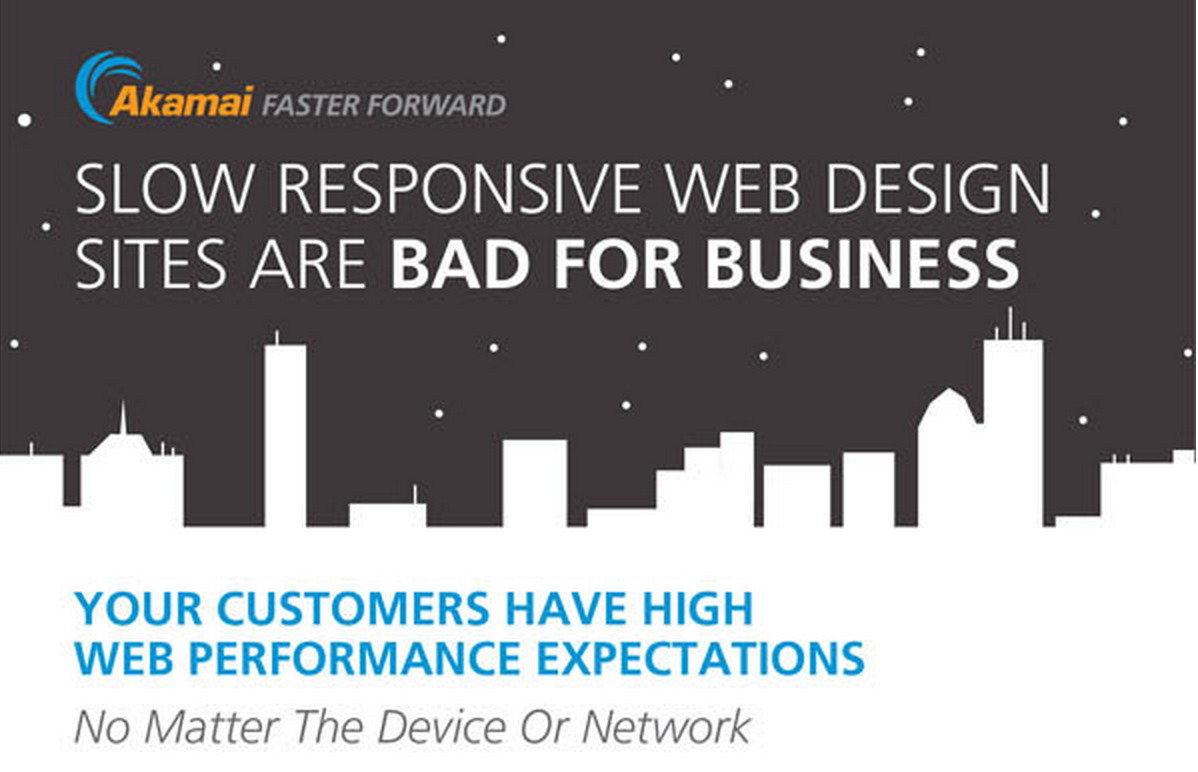 Akamai FASTER FORWARD
SLOW RESPONSIVE WEB DESIGN
SITES ARE BAD FOR BUSINESS
YOUR CUSTOMERS HAVE HIGH
WEB PERFORMANCE EXPECTATIONS
No Matter The Device Or Network